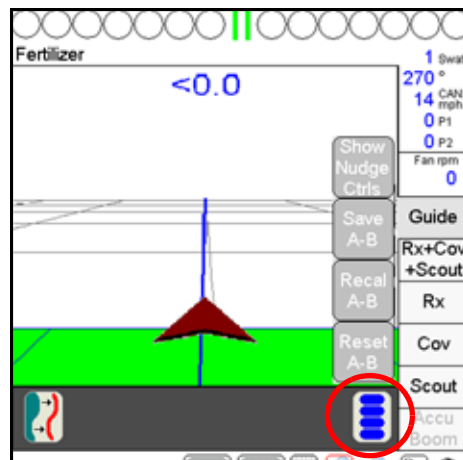 Fertilizer
<0.0
1 Swat
270 °
14 CAN mph
0 P1
0 P2
Fan rpm
0
Show
Nudge
Ctrls
Save
A-B
Recal
A-B
Reset
A-B
Guide
Rx+Cov
+Scout
Rx
Cov
Scout
Accu
Boom